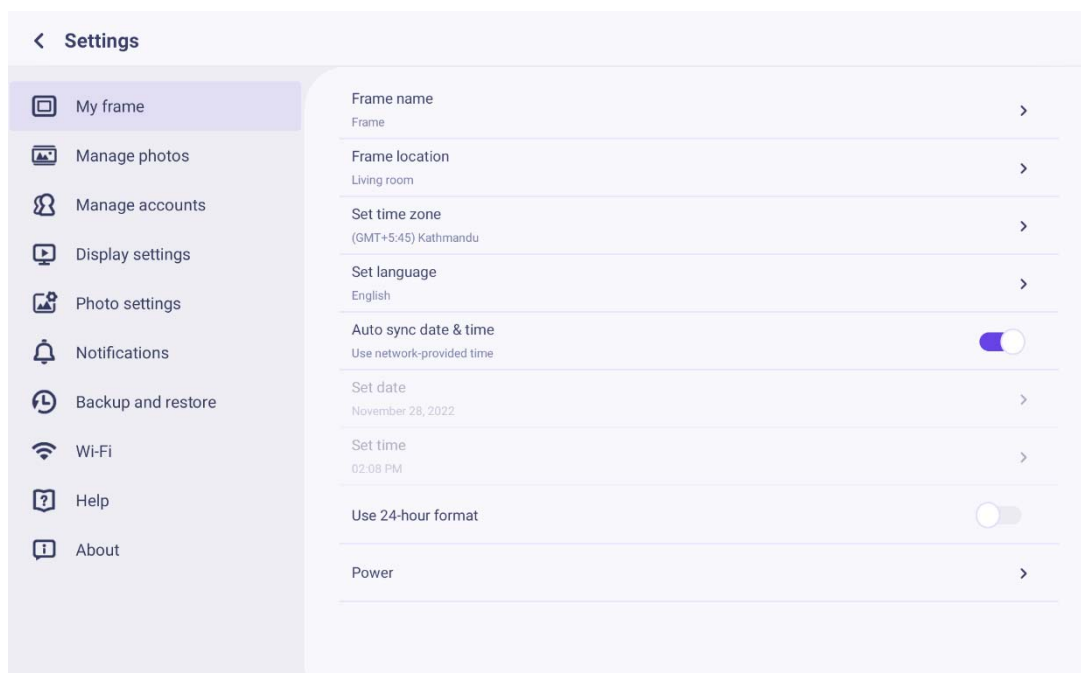 Settings
My frame
Manage photos
Manage accounts
Display settings
Photo settings
Notifications
Backup and restore
Wi-Fi
Help
About
Frame name
Frame
Frame location
Living room
Set time zone
(GMT+5:45) Kathmandu
Set language
English
Auto sync date & time
Use network-provided time
Set date
November 28, 2022
Set time
02:08 PM
Use 24-hour format
Power